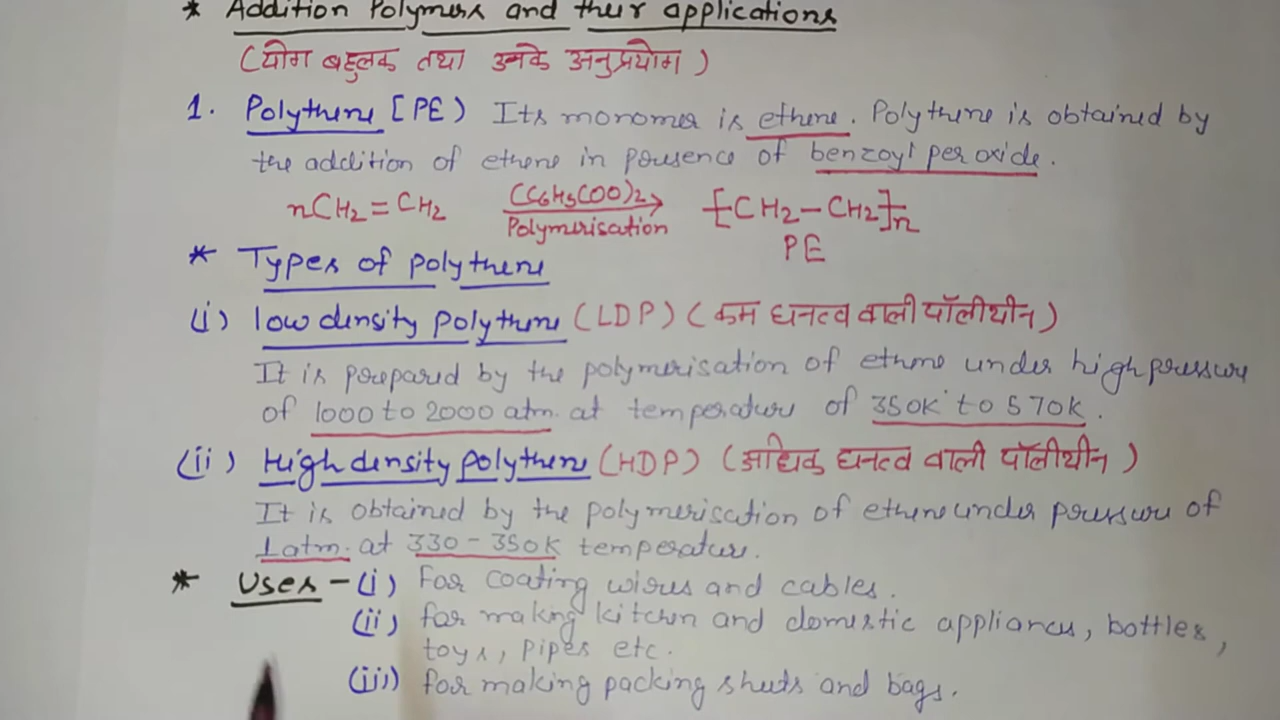 * Addition Polymers and their applications
(योग बहुलक तथा उनके अनुप्रयोग)
1. Polythene [PE) Its monomer is ethene. Polythene is obtained by
the addition of ethene in presence of benzoyl peroxide.
nCH₂=CH₂ (C6H5COO)₂ Polymerisation → -[CH₂-CH₂]-n
PE
* Types of polythene
(i) low density polythene (LDP) (कम घनत्व वाली पॉलीथीन)
It is prepared by the polymerisation of ethene under high pressure
of 1000 to 2000 atm. at temperature of 350K to 570K.
(ii) High density polythene (HDP) (अधिक घनत्व वाली पॉलीथीन)
It is obtained by the polymerisation of ethene under pressure of
1 atm. at 330-350K temperature.
* Uses - (i) For coating wires and cables.
(ii) for making kitchen and domestic appliances, bottles,
toys, pipes etc.
(iii) for making packing sheets and bags.